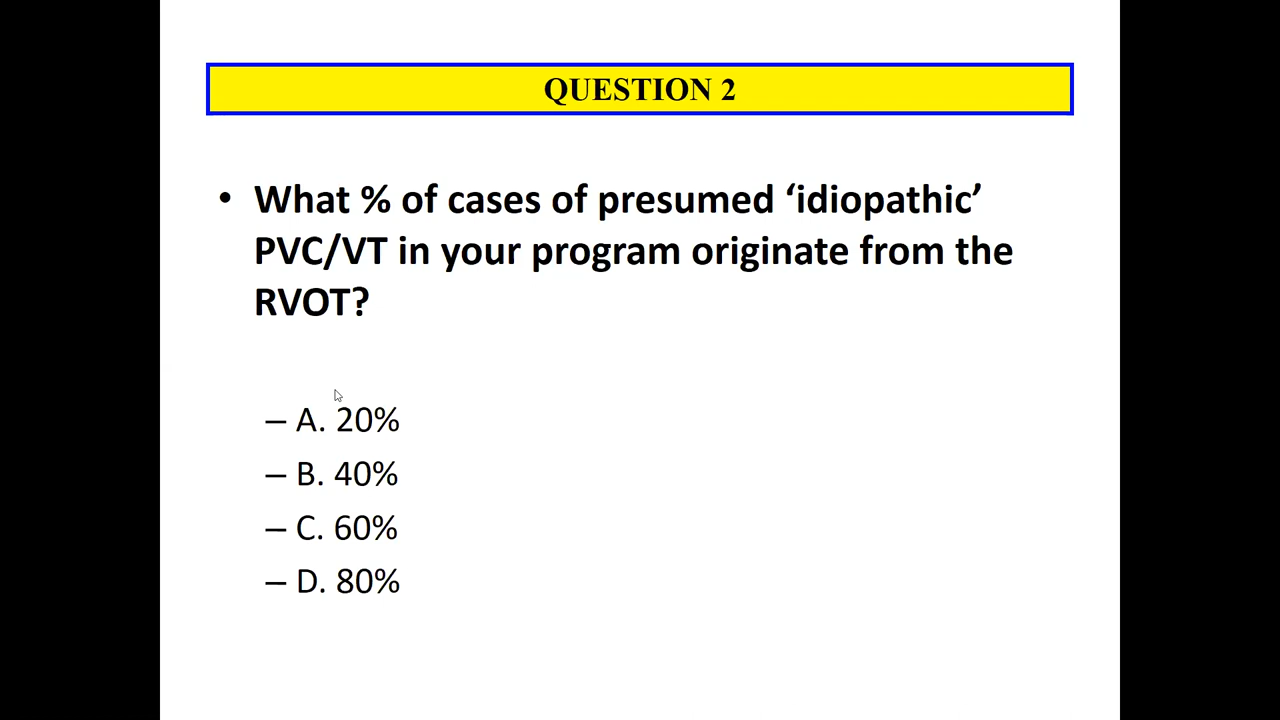 QUESTION 2
• What % of cases of presumed ‘idiopathic’
PVC/VT in your program originate from the
RVOT?
– A. 20%
– B. 40%
– C. 60%
– D. 80%